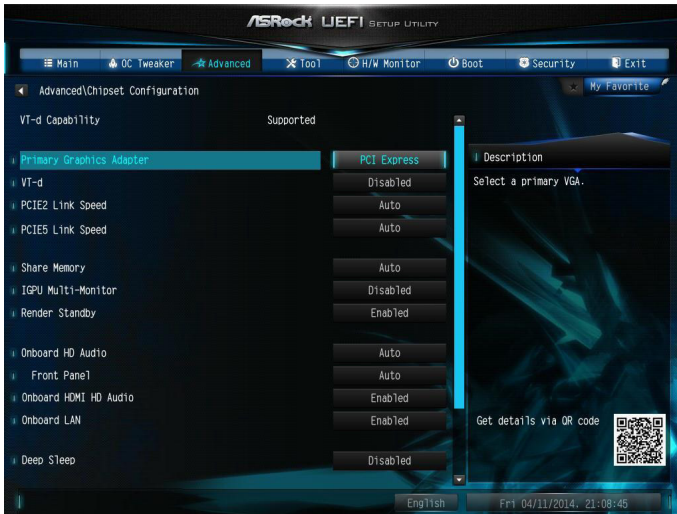 ASRock UEFI SETUP UTILITY
Main OC Tweaker Advanced Tool H/W Monitor Boot Security Exit
Advanced\Chipset Configuration
My Favorite
VT-d Capability Supported
Primary Graphics Adapter PCI Express
VT-d Disabled
PCIE2 Link Speed Auto
PCIE5 Link Speed Auto
Share Memory Auto
IGPU Multi-Monitor Disabled
Render Standby Enabled
Onboard HD Audio Auto
Front Panel Auto
Onboard HDMI HD Audio Enabled
Onboard LAN Enabled
Deep Sleep Disabled
Description
Select a primary VGA.
Get details via QR code
English
Fri 04/11/2014. 21:08:45